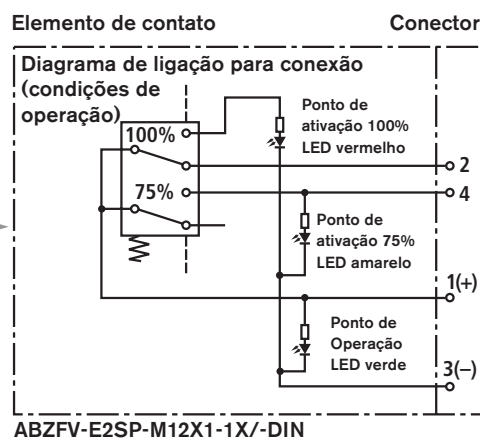 Elemento de contato
Conector
Diagrama de ligação para conexão
(condições de
operação)
Ponto de
ativação 100%
LED vermelho
100%
2
75%
4
Ponto de
ativação 75%
LED amarelo
1(+)
Ponto de
Operação
LED verde
3(–)
ABZFV-E2SP-M12X1-1X/-DIN